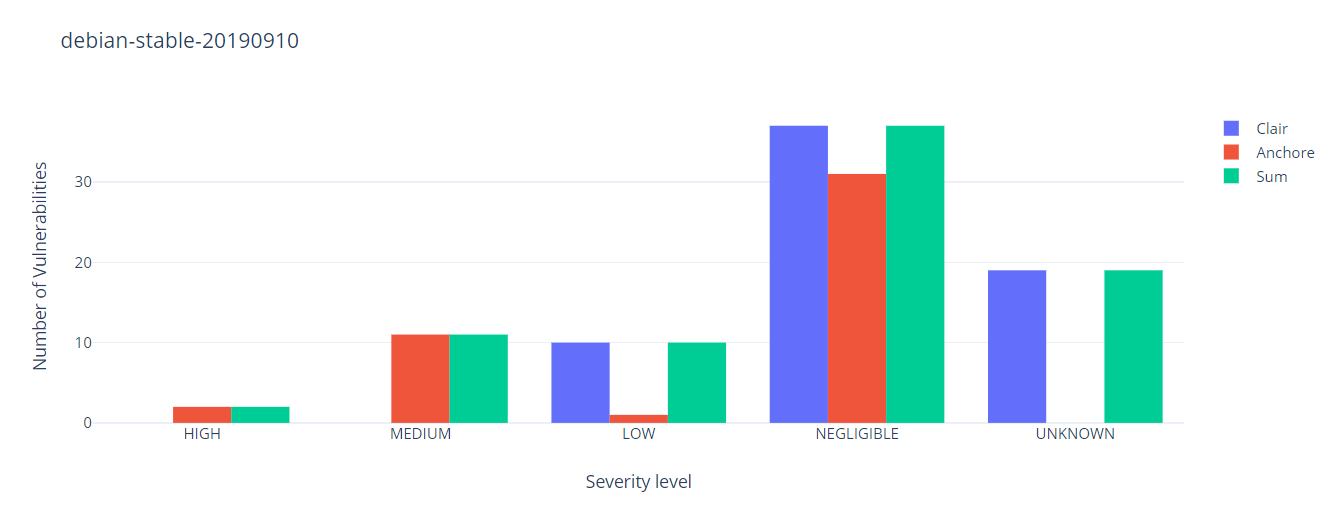 debian-stable-20190910
Clair
Anchore
Sum
Number of Vulnerabilities
30
20
10
0
HIGH
MEDIUM
LOW
NEGLIGIBLE
UNKNOWN
Severity level